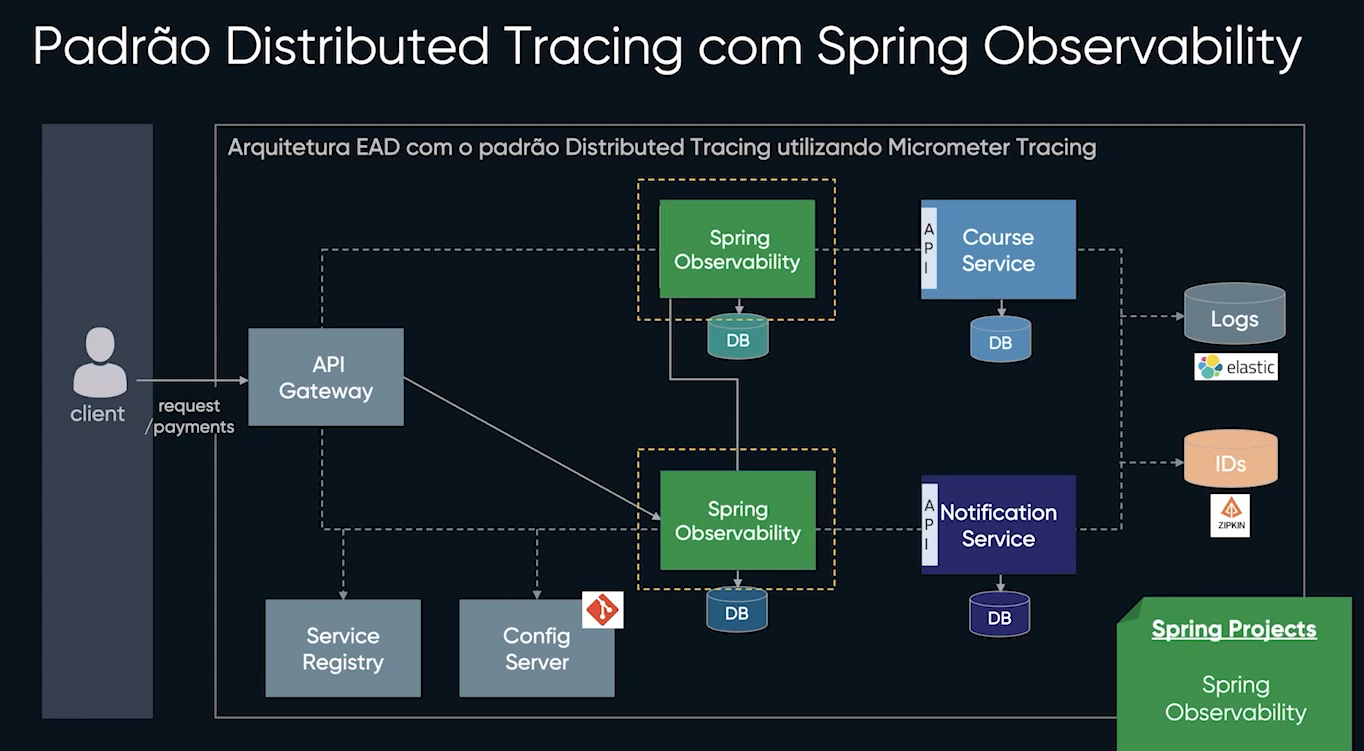 Padrão Distributed Tracing com Spring Observability
Arquitetura EAD com o padrão Distributed Tracing utilizando Micrometer Tracing
client
request
/payments
API
Gateway
Spring
Observability
DB
A
P
I
Course
Service
DB
Logs
elastic
IDs
ZIPKIN
Spring
Observability
DB
A
P
I
Notification
Service
DB
Service
Registry
Config
Server
Spring Projects
Spring
Observability